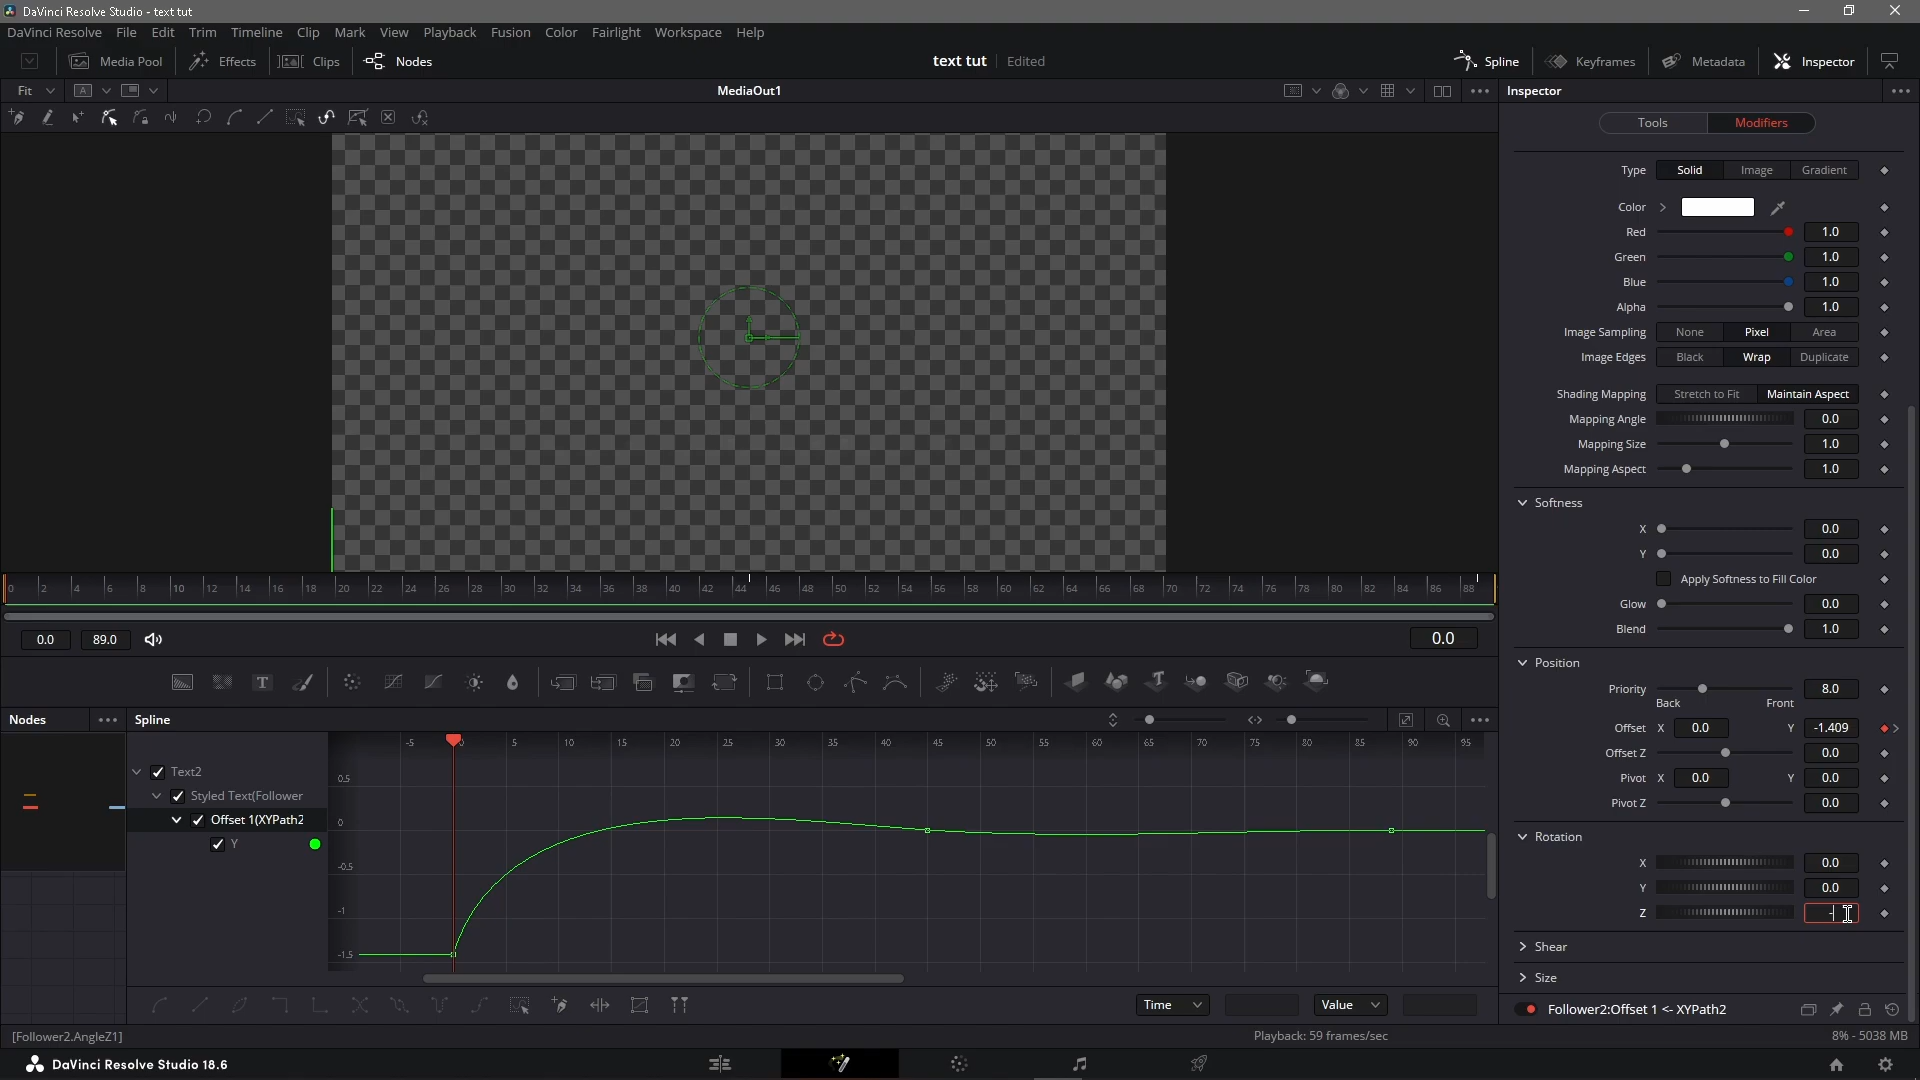 DaVinci Resolve Studio - text tut
DaVinci Resolve File Edit Trim Timeline Clip Mark View Playback Fusion Color Fairlight Workspace Help
Media Pool Effects Clips Nodes text tut Edited Spline Keyframes Metadata Inspector
Fit A MediaOut1 Inspector
Tools Modifiers
Type Solid Image Gradient
Color
Red 1.0
Green 1.0
Blue 1.0
Alpha 1.0
Image Sampling None Pixel Area
Image Edges Black Wrap Duplicate
Shading Mapping Stretch to Fit Maintain Aspect
Mapping Angle 0.0
Mapping Size 1.0
Mapping Aspect 1.0
Softness
X 0.0
Y 0.0
Apply Softness to Fill Color
Glow 0.0
Blend 1.0
Position
Priority 8.0
Back Front
Offset X 0.0 Y -1.409
Offset Z 0.0
Pivot X 0.0 Y 0.0
Pivot Z 0.0
Rotation
X 0.0
Y 0.0
Z -
Shear
Size
Follower2:Offset 1 <- XYPath2
0 2 4 6 8 10 12 14 16 18 20 22 24 26 28 30 32 34 36 38 40 42 44 46 48 50 52 54 56 58 60 62 64 66 68 70 72 74 76 78 80 82 84 86 88
0.0 89.0 0.0
T T
Nodes Spline
-5 0 5 10 15 20 25 30 35 40 45 50 55 60 65 70 75 80 85 90 95
Text2
Styled Text(Follower
Offset 1(XYPath2
Y
0.5
0
-0.5
-1
-1.5
Time Value
[Follower2.AngleZ1] Playback: 59 frames/sec 8% - 5038 MB
DaVinci Resolve Studio 18.6